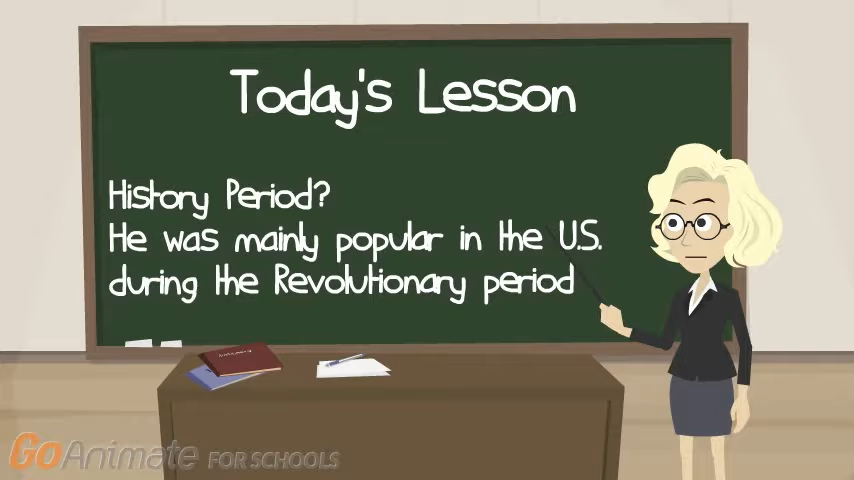 Today's Lesson
History Period?
He was mainly popular in the U.S.
during the Revolutionary period
GoAnimate FOR SCHOOLS